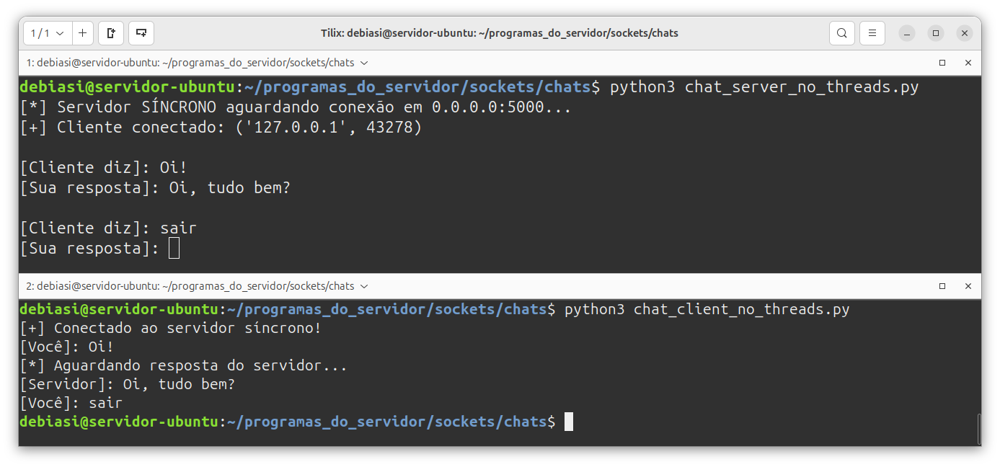 1 / 1
Tilix: debiasi@servidor-ubuntu: ~/programas_do_servidor/sockets/chats
1: debiasi@servidor-ubuntu: ~/programas_do_servidor/sockets/chats
debiasi@servidor-ubuntu:~/programas_do_servidor/sockets/chats$ python3 chat_server_no_threads.py
[*] Servidor SÍNCRONO aguardando conexão em 0.0.0.0:5000...
[+] Cliente conectado: ('127.0.0.1', 43278)
[Cliente diz]: Oi!
[Sua resposta]: Oi, tudo bem?
[Cliente diz]: sair
[Sua resposta]:
2: debiasi@servidor-ubuntu: ~/programas_do_servidor/sockets/chats
debiasi@servidor-ubuntu:~/programas_do_servidor/sockets/chats$ python3 chat_client_no_threads.py
[+] Conectado ao servidor síncrono!
[Você]: Oi!
[*] Aguardando resposta do servidor...
[Servidor]: Oi, tudo bem?
[Você]: sair
debiasi@servidor-ubuntu:~/programas_do_servidor/sockets/chats$